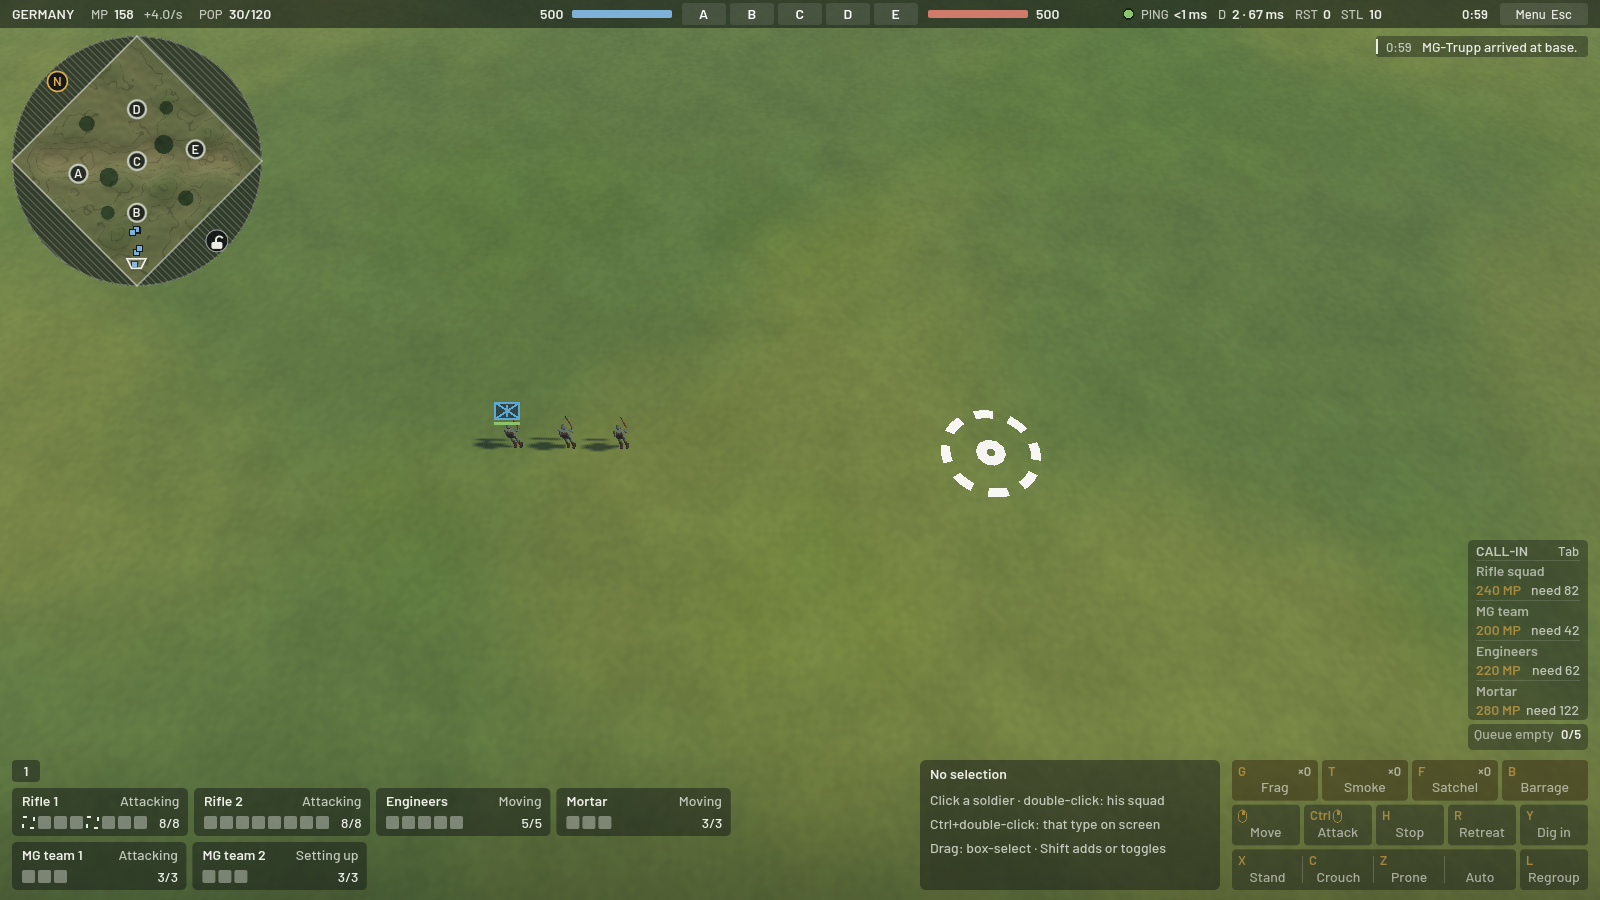 GERMANY MP 158 +4.0/s POP 30/120
500 A B C D E 500
PING <1 ms D 2 · 67 ms RST 0 STL 10 0:59 Menu Esc
0:59 MG-Trupp arrived at base.
N
D
E
C
A
B
CALL-IN Tab
Rifle squad
240 MP need 82
MG team
200 MP need 42
Engineers
220 MP need 62
Mortar
280 MP need 122
Queue empty 0/5
1
Rifle 1 Attacking
8/8
Rifle 2 Attacking
8/8
Engineers Moving
5/5
Mortar Moving
3/3
MG team 1 Attacking
3/3
MG team 2 Setting up
3/3
No selection
Click a soldier · double-click: his squad
Ctrl+double-click: that type on screen
Drag: box-select · Shift adds or toggles
G ×0
Frag
T ×0
Smoke
F ×0
Satchel
B
Barrage
Move
Ctrl
Attack
H
Stop
R
Retreat
Y
Dig in
X
Stand
C
Crouch
Z
Prone
Auto
L
Regroup